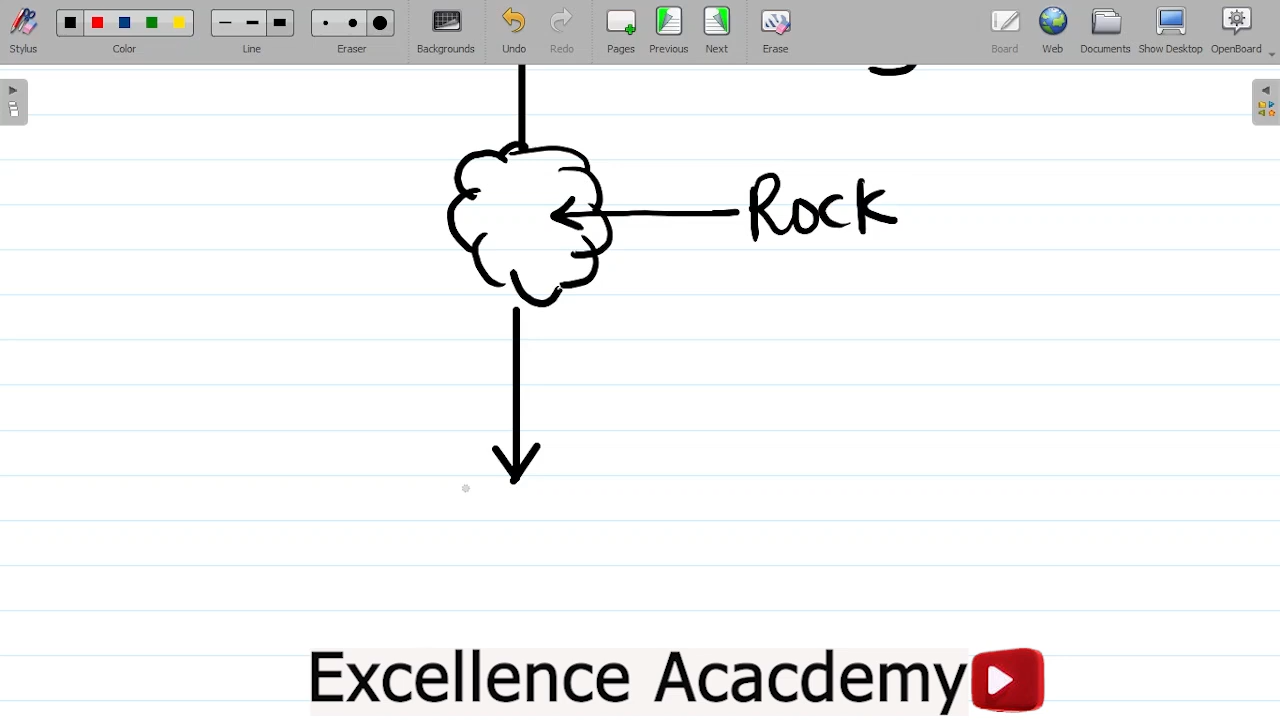 Stylus
Color
Line
Eraser
Backgrounds
Undo
Redo
Pages
Previous
Next
Erase
Board
Web
Documents
Show Desktop
OpenBoard
Rock
Excellence Acacdemy